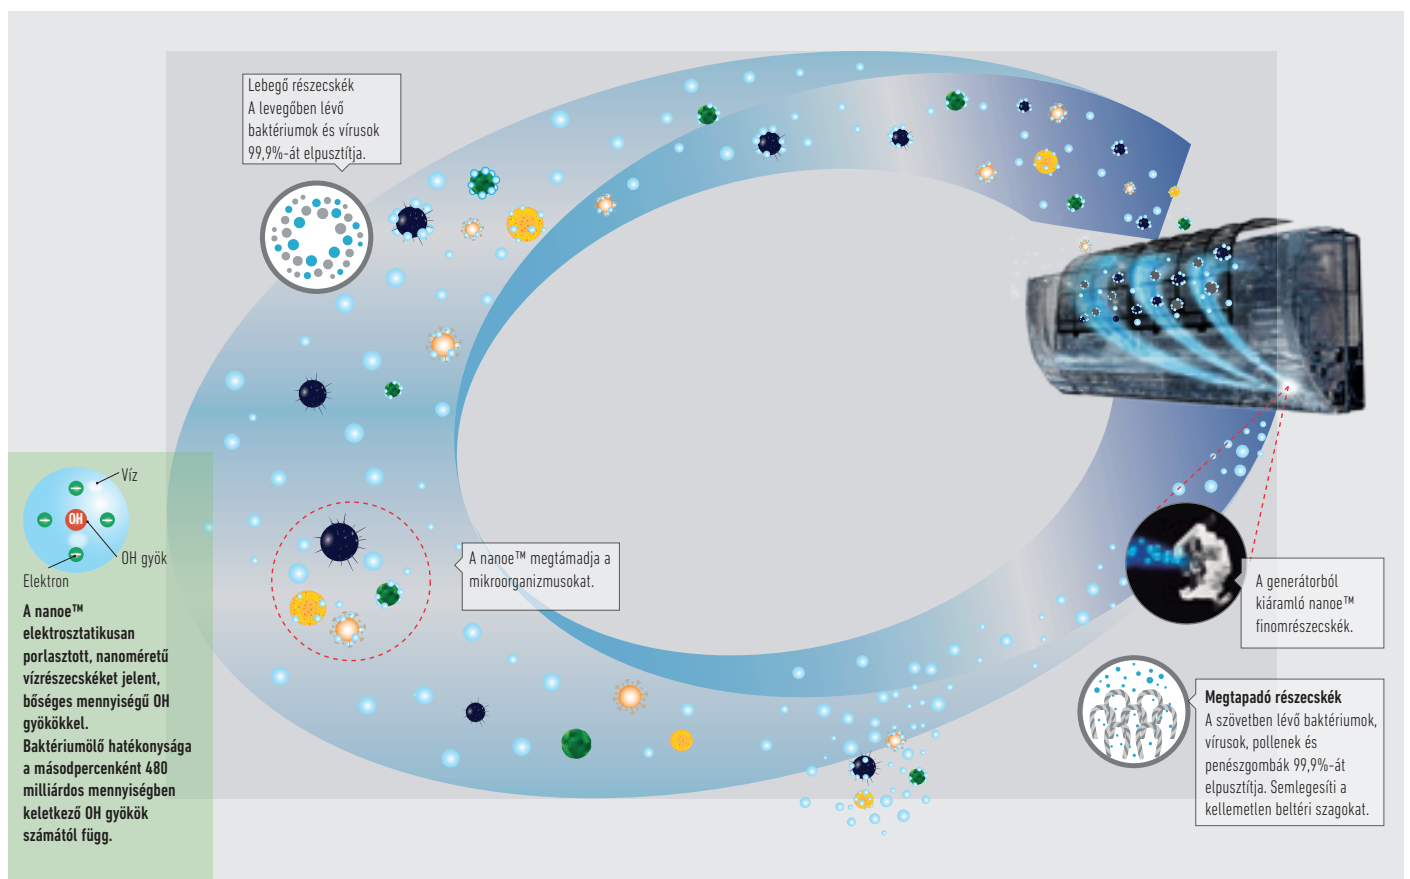 Lebegő részecskék
A levegőben lévő
baktériumok és vírusok
99,9%-át elpusztítja.
Víz
OH
OH gyök
Elektron
A nanoe™
elektrosztatikusan
porlasztott, nanoméretű
vízrészecskéket jelent,
bőséges mennyiségű OH
gyökökkel.
Baktériumölő hatékonysága
a másodpercenként 480
milliárdos mennyiségben
keletkező OH gyökök
számától függ.
A nanoe™ megtámadja a
mikroorganizmusokat.
A generátorból
kiáramló nanoe™
finomrészecskék.
Megtapadó részecskék
A szövetben lévő baktériumok,
vírusok, pollenek és
penészgombák 99,9%-át
elpusztítja. Semlegesíti a
kellemetlen beltéri szagokat.